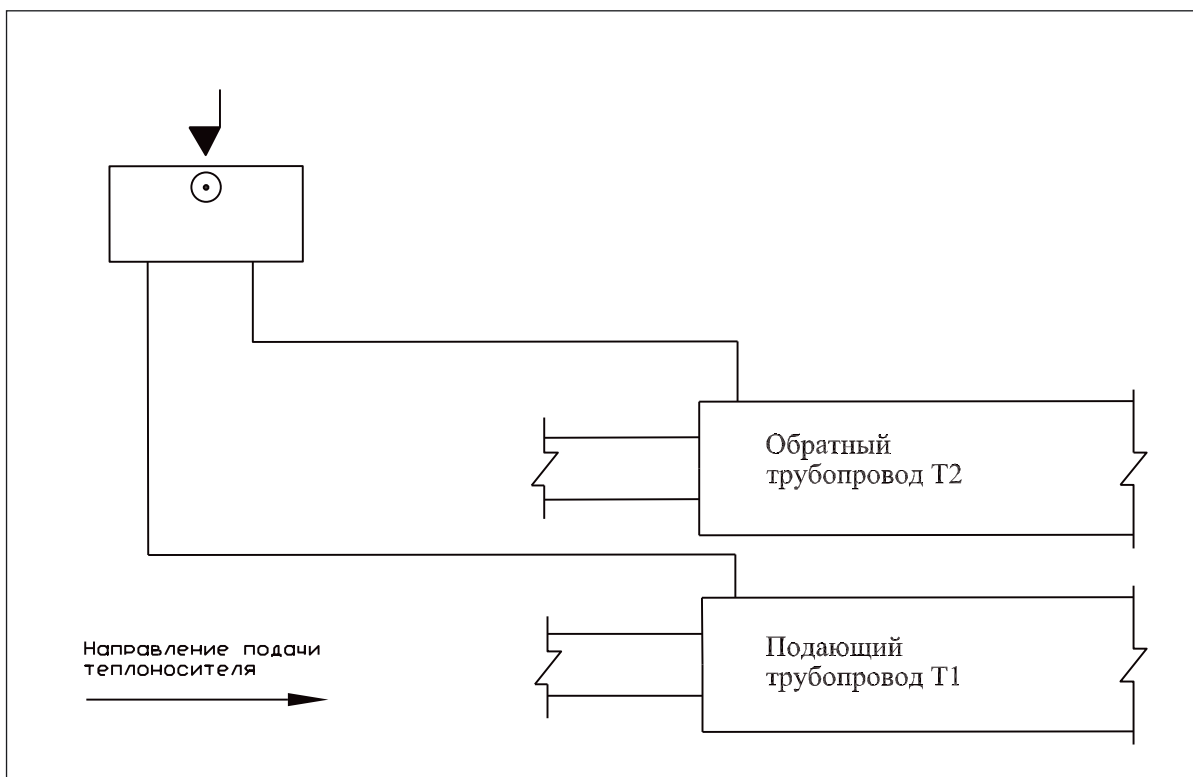 Обратный
трубопровод Т2
Подающий
трубопровод Т1
Направление подачи
теплоносителя